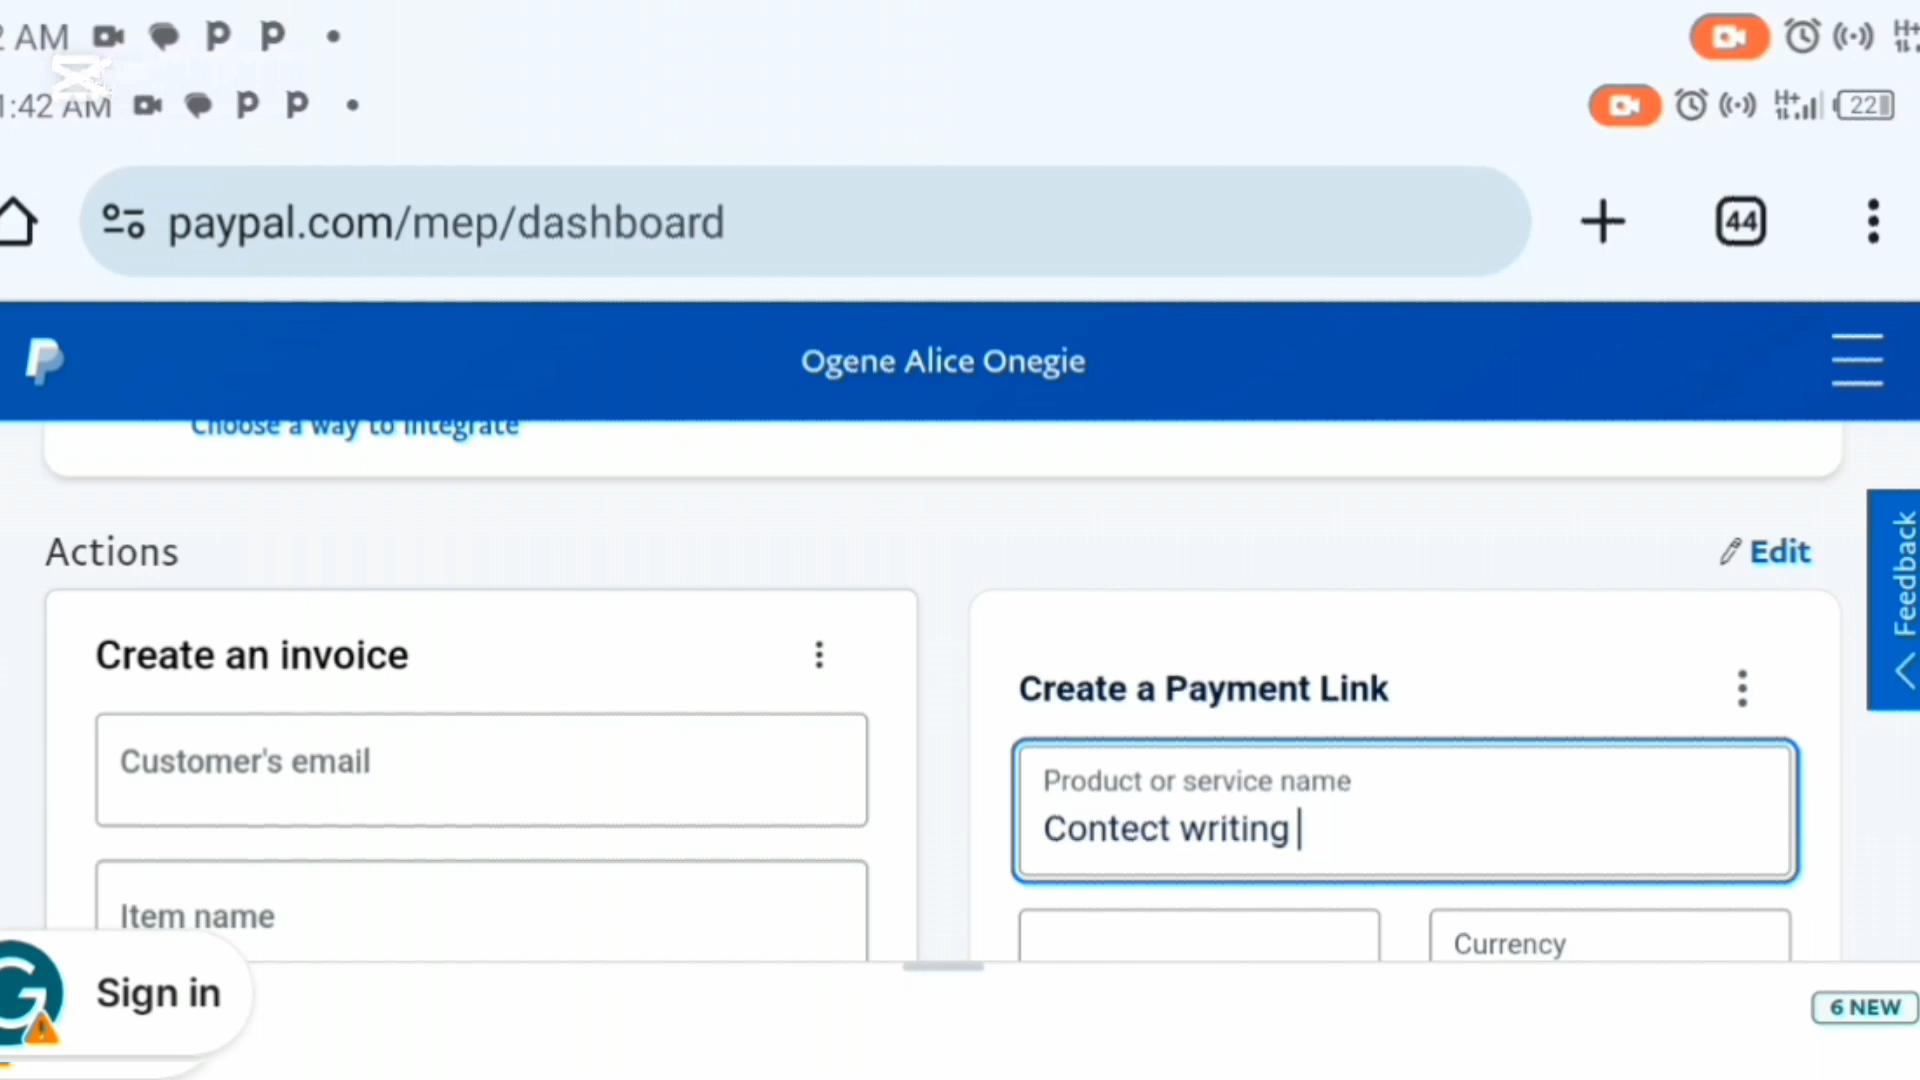 2 AM
1:42 AM
H+
H+ 22
paypal.com/mep/dashboard
44
Ogene Alice Onegie
Choose a way to integrate
Feedback
Actions
Edit
Create an invoice
Create a Payment Link
Customer's email
Product or service name
Contect writing
Item name
Currency
Sign in
6 NEW